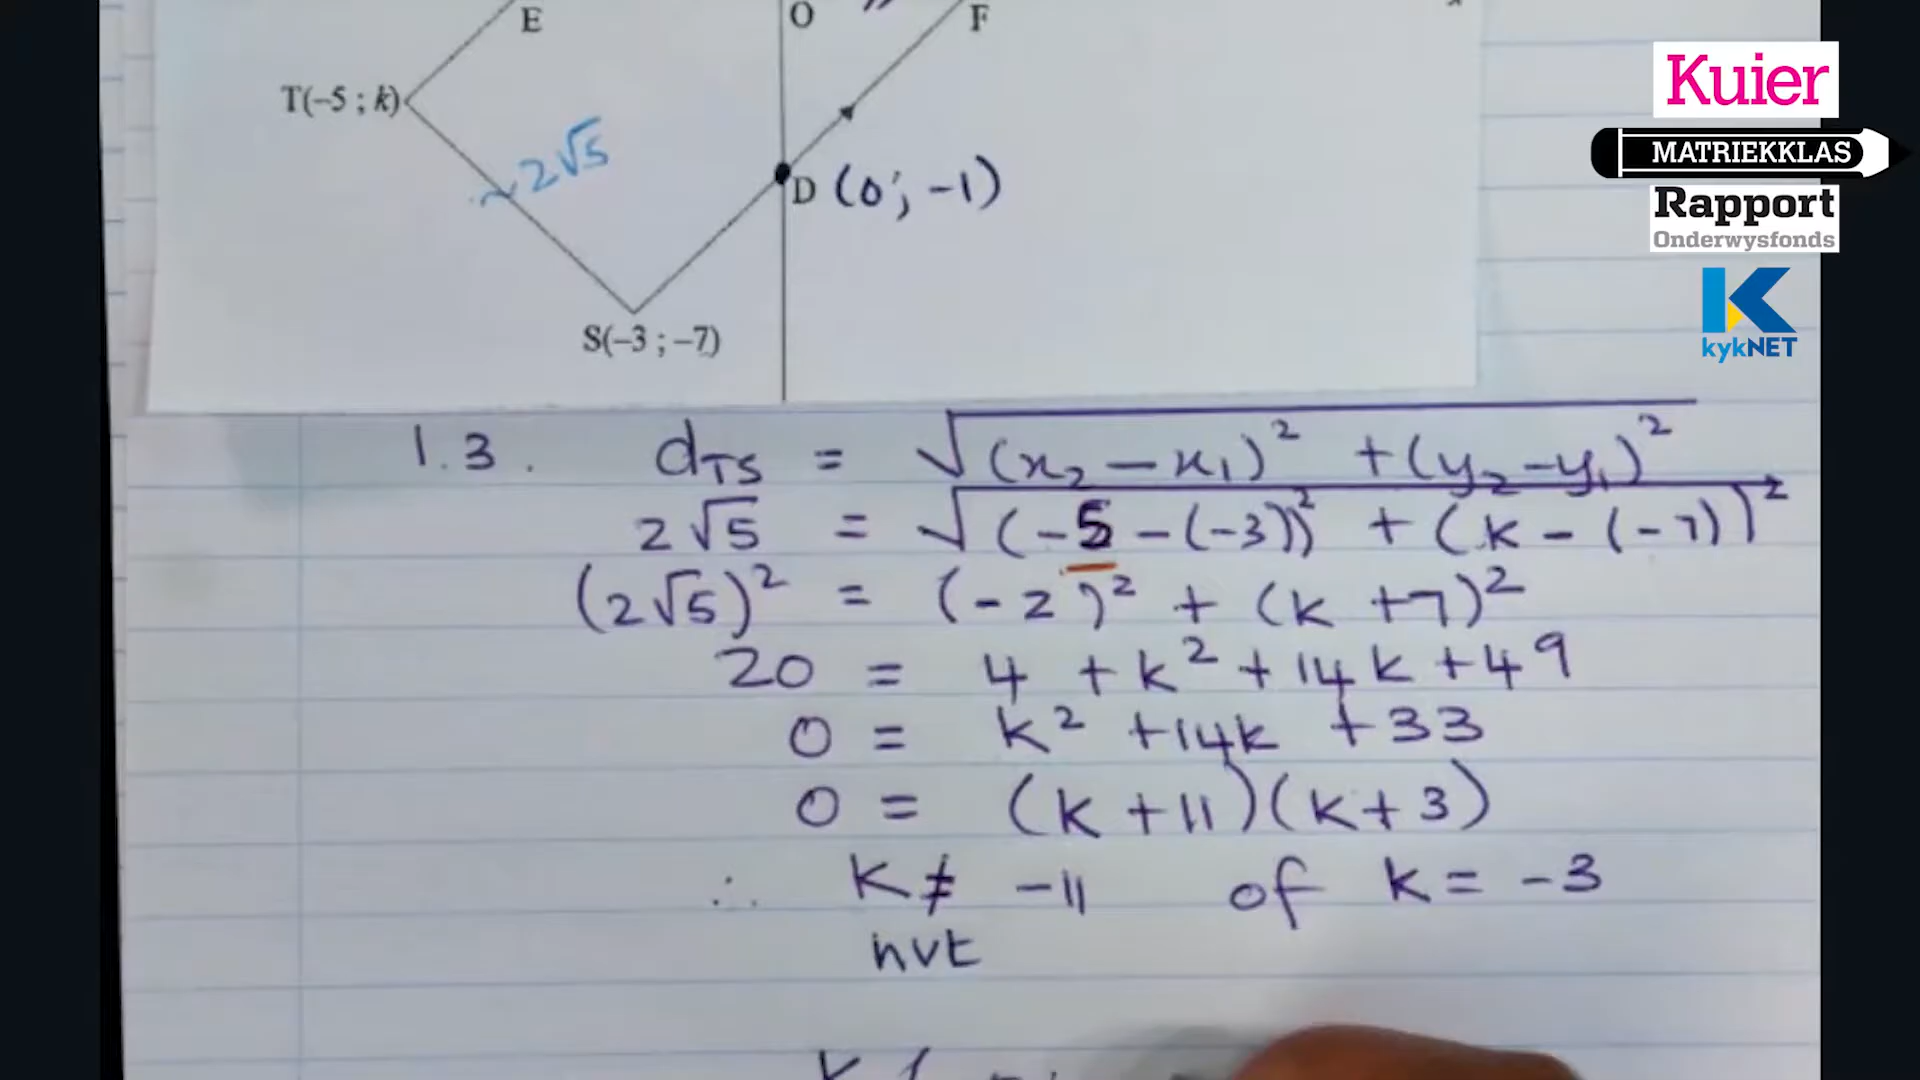 E
O
F
T(–5 ; k)
2√5
D (0 ; -1)
S(–3 ; –7)
Kuier
MATRIEKKLAS
Rapport
Onderwysfonds
kykNET
1.3. dTS = √(x₂ - x₁)² + (y₂ - y₁)²
2√5 = √(-5 - (-3))² + (k - (-7))²
(2√5)² = (-2)² + (k + 7)²
20 = 4 + k² + 14k + 49
0 = k² + 14k + 33
0 = (k + 11)(k + 3)
∴ k ≠ -11 of k = -3
nvt